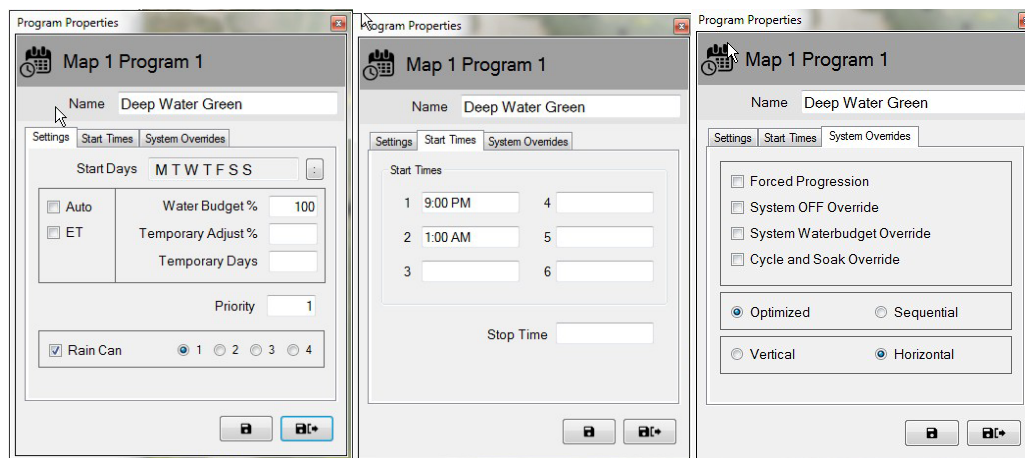 Program Properties
Map 1 Program 1
Name Deep Water Green
Settings Start Times System Overrides
Start Days M T W T F S S :
Auto Water Budget % 100
ET Temporary Adjust %
Temporary Days
Priority 1
Rain Can 1 2 3 4
Program Properties
Map 1 Program 1
Name Deep Water Green
Settings Start Times System Overrides
Start Times
1 9:00 PM 4
2 1:00 AM 5
3 6
Stop Time
Program Properties
Map 1 Program 1
Name Deep Water Green
Settings Start Times System Overrides
Forced Progression
System OFF Override
System Waterbudget Override
Cycle and Soak Override
Optimized Sequential
Vertical Horizontal